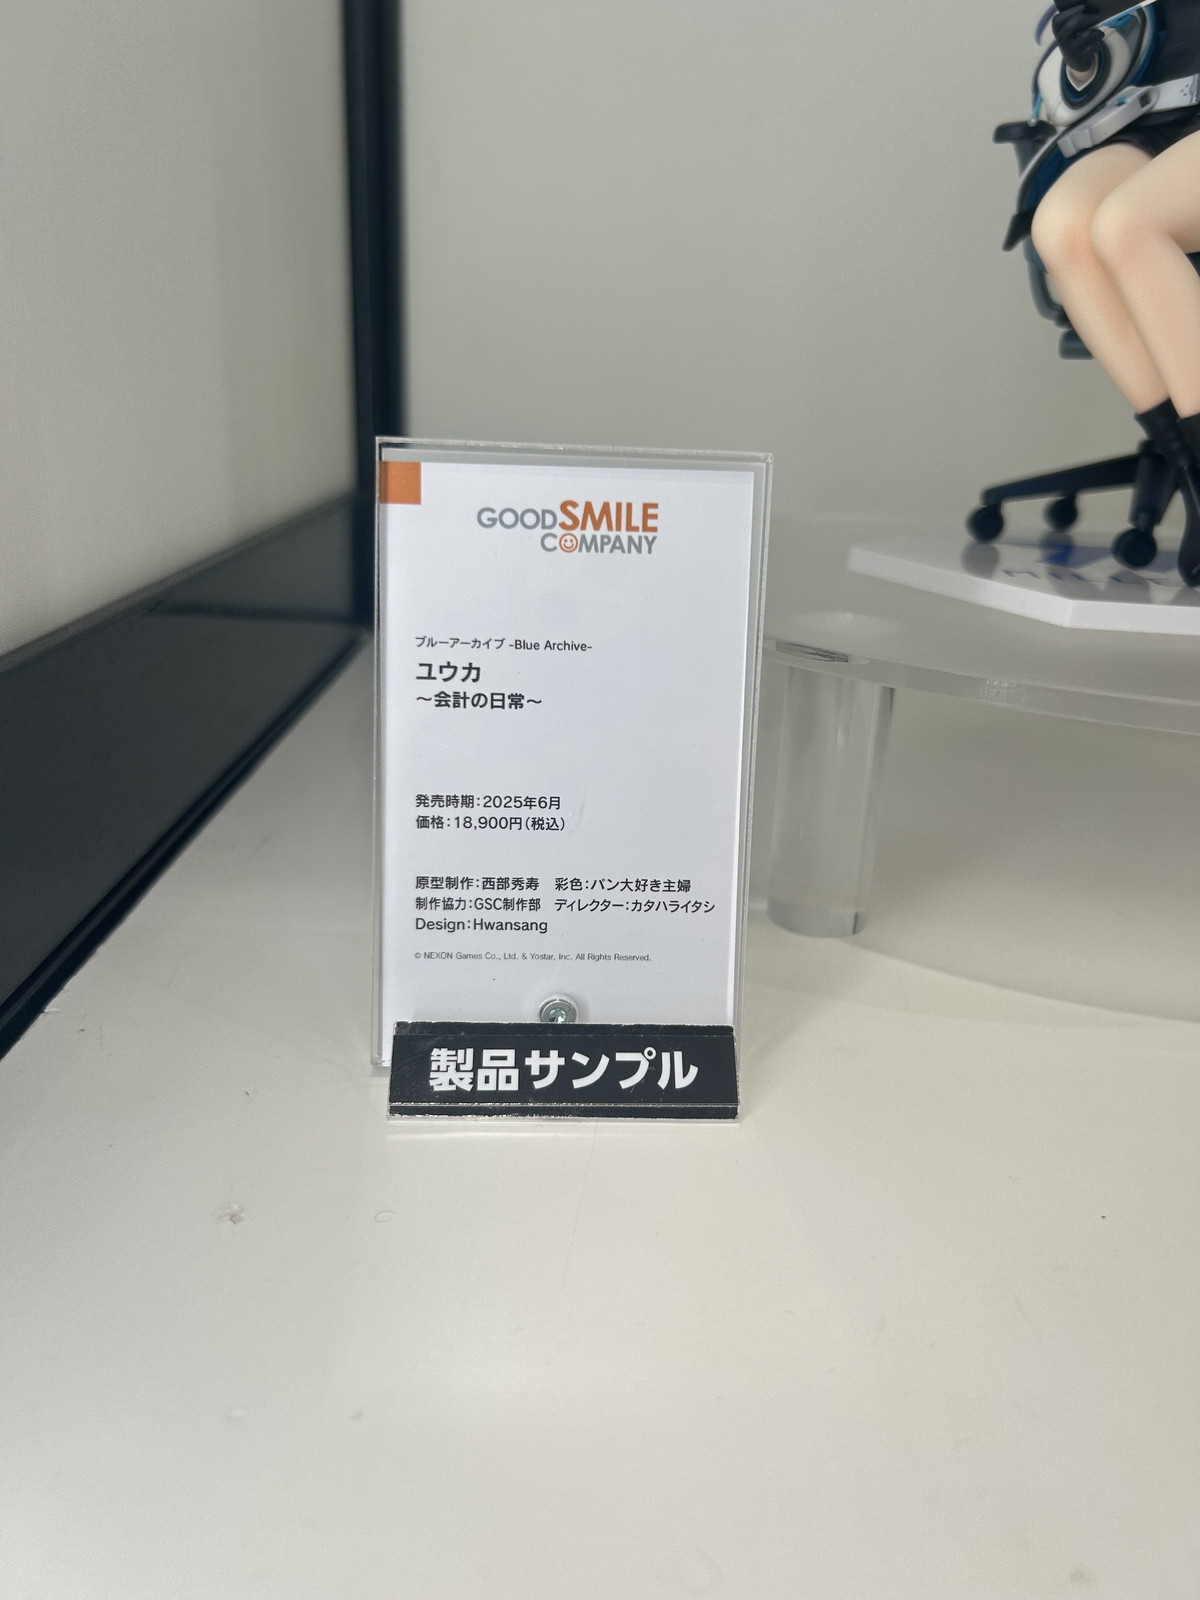 GOODSMILE
COMPANY
ブルーアーカイブ -Blue Archive-
ユウカ
〜会計の日常〜
発売時期：2025年6月
価格：18,900円（税込）
原型制作：西部秀寿　彩色：パン大好き主婦
制作協力：GSC制作部　ディレクター：カタハライタシ
Design：Hwansang
© NEXON Games Co., Ltd. & Yostar, Inc. All Rights Reserved.
製品サンプル